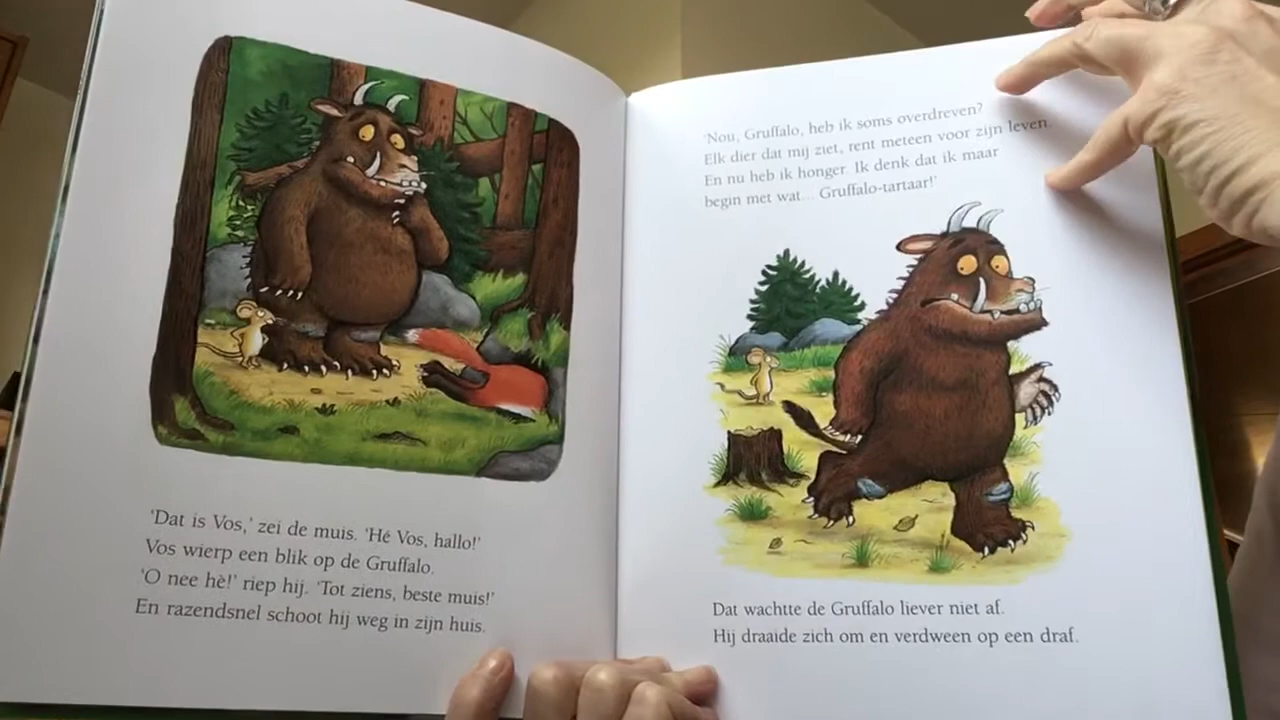 'Dat is Vos,' zei de muis. 'Hé Vos, hallo!'
Vos wierp een blik op de Gruffalo.
'O nee hè!' riep hij. 'Tot ziens, beste muis!'
En razendsnel schoot hij weg in zijn huis.
'Nou, Gruffalo, heb ik soms overdreven?
Elk dier dat mij ziet, rent meteen voor zijn leven.
En nu heb ik honger. Ik denk dat ik maar
begin met wat... Gruffalo-tartaar!'
Dat wachtte de Gruffalo liever niet af.
Hij draaide zich om en verdween op een draf.